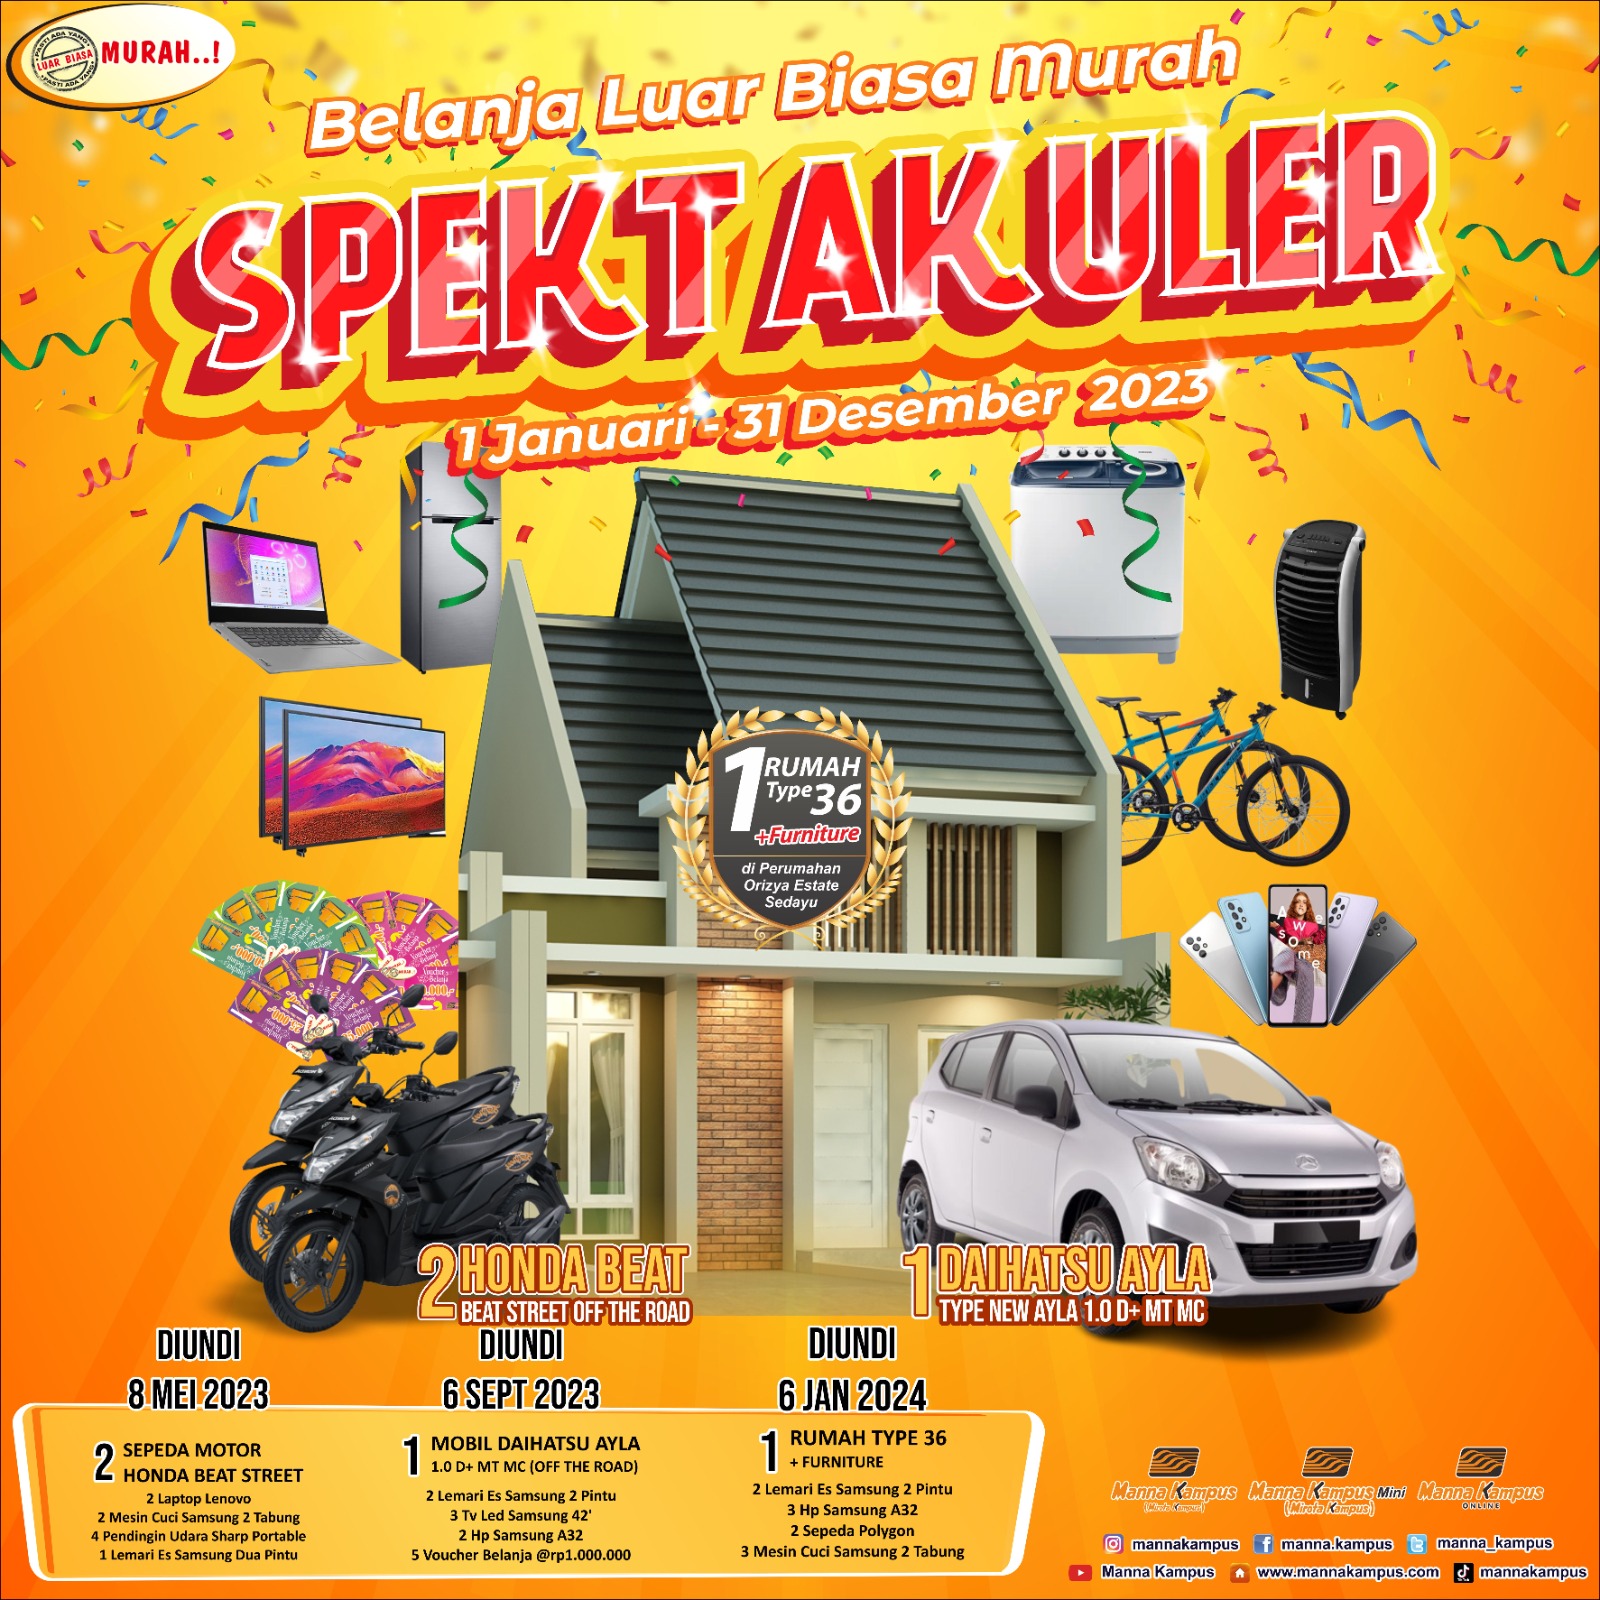 PASTI ADA YANG
LUAR BIASA
PASTI ADA YANG
MURAH..!
Belanja Luar Biasa Murah
SPEKTAKULER
1 Januari - 31 Desember 2023
1 RUMAH
Type 36
+Furniture
di Perumahan
Orizya Estate
Sedayu
Awesome
2 HONDA BEAT
BEAT STREET OFF THE ROAD
1 DAIHATSU AYLA
TYPE NEW AYLA 1.0 D+ MT MC
DIUNDI
8 MEI 2023
2 SEPEDA MOTOR
HONDA BEAT STREET
2 Laptop Lenovo
2 Mesin Cuci Samsung 2 Tabung
4 Pendingin Udara Sharp Portable
1 Lemari Es Samsung Dua Pintu
DIUNDI
6 SEPT 2023
1 MOBIL DAIHATSU AYLA
1.0 D+ MT MC (OFF THE ROAD)
2 Lemari Es Samsung 2 Pintu
3 Tv Led Samsung 42'
2 Hp Samsung A32
5 Voucher Belanja @rp1.000.000
DIUNDI
6 JAN 2024
1 RUMAH TYPE 36
+ FURNITURE
2 Lemari Es Samsung 2 Pintu
3 Hp Samsung A32
2 Sepeda Polygon
3 Mesin Cuci Samsung 2 Tabung
Manna Kampus
(Mirota Kampus)
Manna Kampus Mini
(Mirota Kampus)
Manna Kampus
ONLINE
mannakampus
manna.kampus
manna_kampus
Manna Kampus
www.mannakampus.com
mannakampus